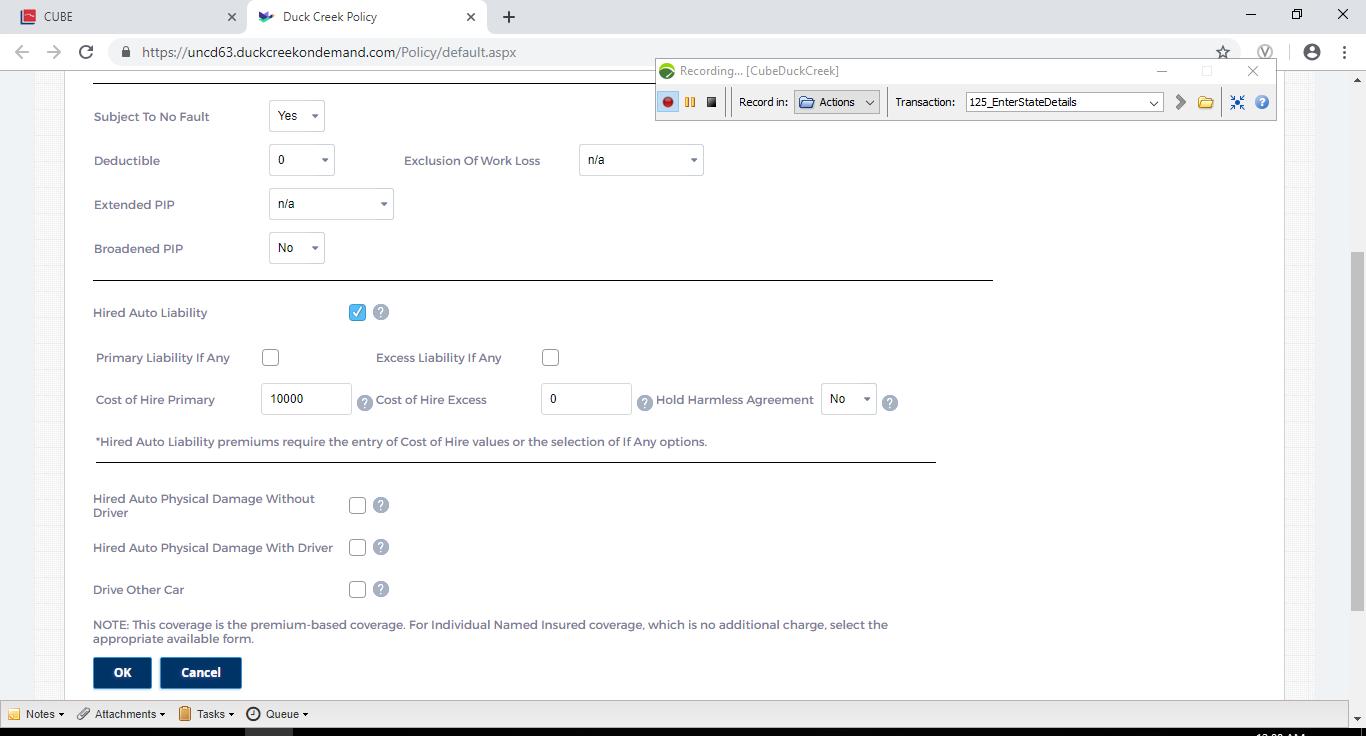 CUBE
Duck Creek Policy
https://uncd63.duckcreekondemand.com/Policy/default.aspx
Recording... [CubeDuckCreek]
Record in: Actions Transaction: 125_EnterStateDetails
Subject To No Fault Yes
Deductible 0 Exclusion Of Work Loss n/a
Extended PIP n/a
Broadened PIP No
Hired Auto Liability ?
Primary Liability If Any Excess Liability If Any
Cost of Hire Primary 10000 ? Cost of Hire Excess 0 ? Hold Harmless Agreement No ?
*Hired Auto Liability premiums require the entry of Cost of Hire values or the selection of If Any options.
Hired Auto Physical Damage Without
Driver ?
Hired Auto Physical Damage With Driver ?
Drive Other Car ?
NOTE: This coverage is the premium-based coverage. For Individual Named Insured coverage, which is no additional charge, select the
appropriate available form.
OK Cancel
Notes Attachments Tasks Queue